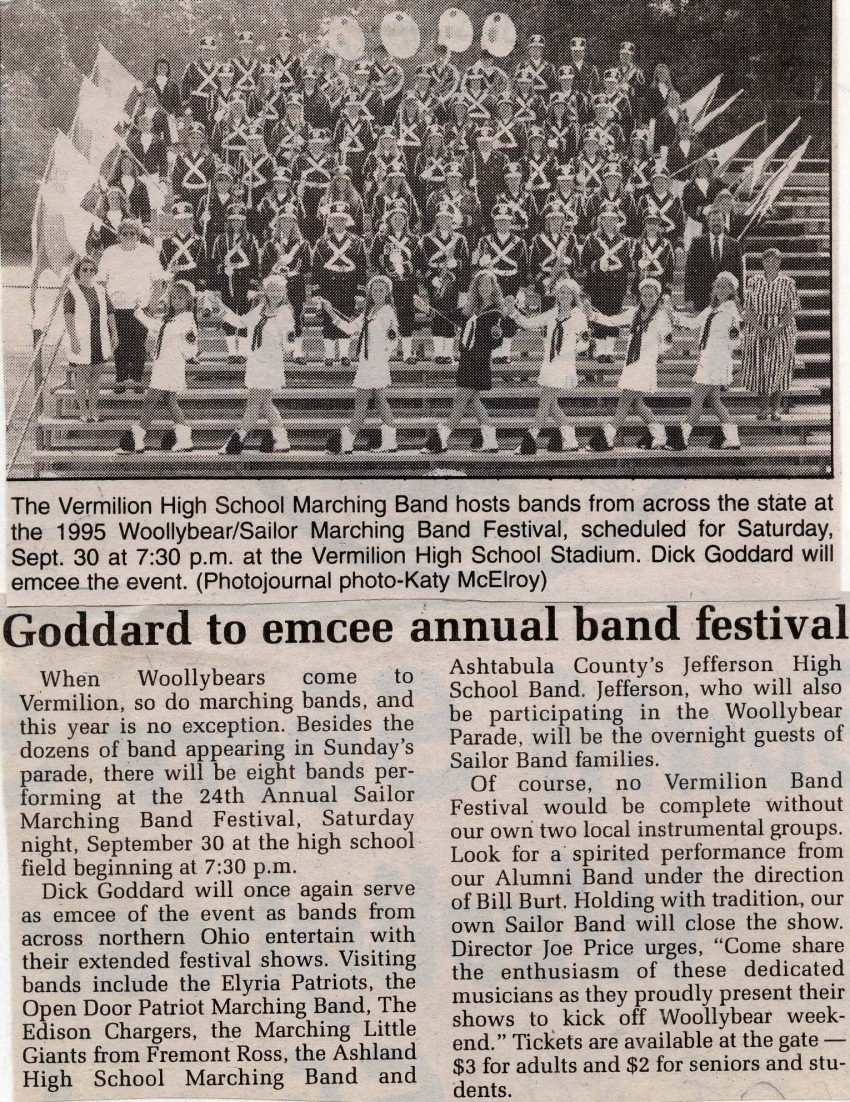 The Vermilion High School Marching Band hosts bands from across the state at
the 1995 Woollybear/Sailor Marching Band Festival, scheduled for Saturday,
Sept. 30 at 7:30 p.m. at the Vermilion High School Stadium. Dick Goddard will
emcee the event. (Photojournal photo-Katy McElroy)
Goddard to emcee annual band festival
When Woollybears come to
Vermilion, so do marching bands, and
this year is no exception. Besides the
dozens of band appearing in Sunday's
parade, there will be eight bands per-
forming at the 24th Annual Sailor
Marching Band Festival, Saturday
night, September 30 at the high school
field beginning at 7:30 p.m.
Dick Goddard will once again serve
as emcee of the event as bands from
across northern Ohio entertain with
their extended festival shows. Visiting
bands include the Elyria Patriots, the
Open Door Patriot Marching Band, The
Edison Chargers, the Marching Little
Giants from Fremont Ross, the Ashland
High School Marching Band and
Ashtabula County's Jefferson High
School Band. Jefferson, who will also
be participating in the Woollybear
Parade, will be the overnight guests of
Sailor Band families.
Of course, no Vermilion Band
Festival would be complete without
our own two local instrumental groups.
Look for a spirited performance from
our Alumni Band under the direction
of Bill Burt. Holding with tradition, our
own Sailor Band will close the show.
Director Joe Price urges, "Come share
the enthusiasm of these dedicated
musicians as they proudly present their
shows to kick off Woollybear week-
end." Tickets are available at the gate —
$3 for adults and $2 for seniors and stu-
dents.